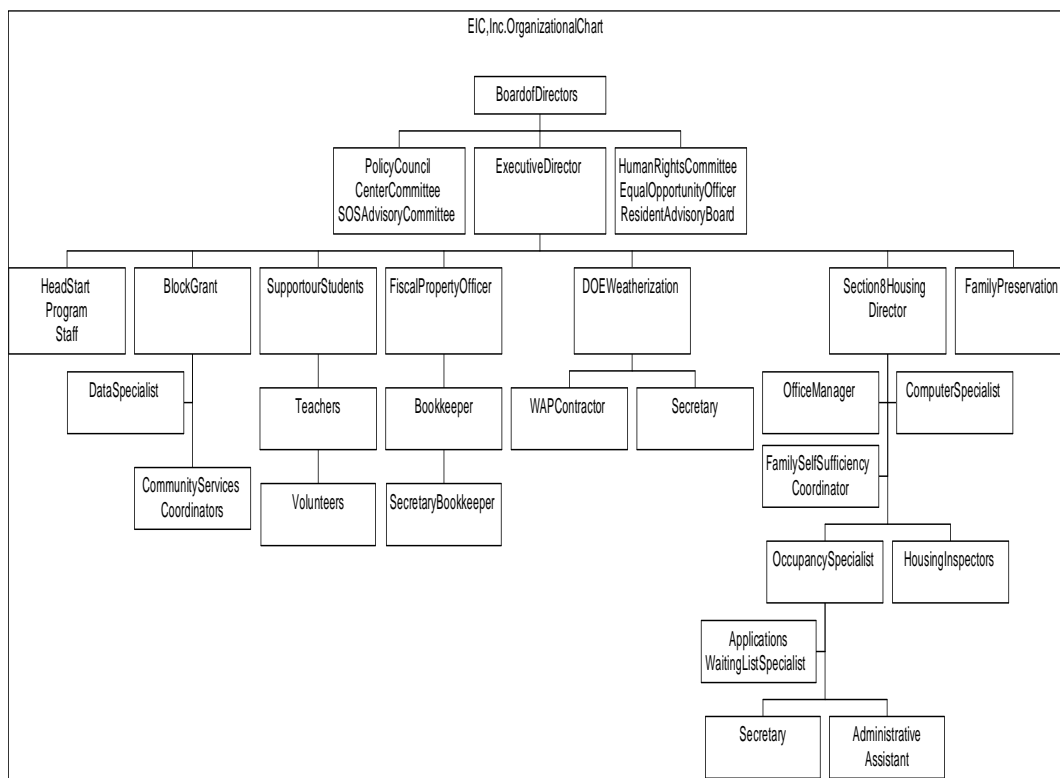 EIC,Inc.OrganizationalChart
BoardofDirectors
PolicyCouncil
CenterCommittee
SOSAdvisoryCommittee
ExecutiveDirector
HumanRightsCommittee
EqualOpportunityOfficer
ResidentAdvisoryBoard
HeadStart
Program
Staff
BlockGrant
SupportourStudents
FiscalPropertyOfficer
DOEWeatherization
Section8Housing
Director
FamilyPreservation
DataSpecialist
Teachers
Bookkeeper
WAPContractor
Secretary
OfficeManager
ComputerSpecialist
FamilySelfSufficiency
Coordinator
CommunityServices
Coordinators
Volunteers
SecretaryBookkeeper
OccupancySpecialist
HousingInspectors
Applications
WaitingListSpecialist
Secretary
Administrative
Assistant